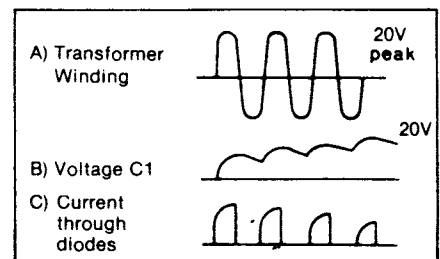 A) Transformer
Winding
20V
peak
20V
B) Voltage C1
C) Current
through
diodes